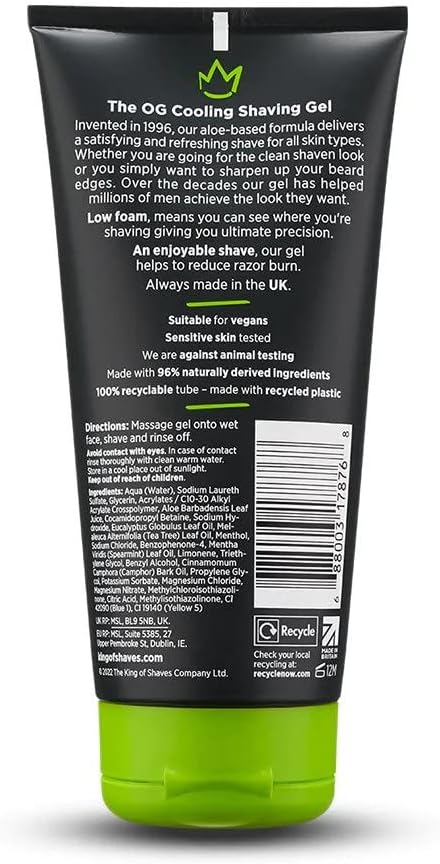 The OG Cooling Shaving Gel
Invented in 1996, our aloe-based formula delivers
a satisfying and refreshing shave for all skin types.
Whether you are going for the clean shaven look
or you simply want to sharpen up your beard
edges. Over the decades our gel has helped
millions of men achieve the look they want.
Low foam, means you can see where you're
shaving giving you ultimate precision.
An enjoyable shave, our gel
helps to reduce razor burn.
Always made in the UK.
Suitable for vegans
Sensitive skin tested
We are against animal testing
Made with 96% naturally derived ingredients
100% recyclable tube – made with recycled plastic
Directions: Massage gel onto wet
face, shave and rinse off.
Avoid contact with eyes. In case of contact
rinse thoroughly with clean warm water.
Store in a cool place out of sunlight.
Keep out of reach of children.
Ingredients: Aqua (Water), Sodium Laureth
Sulfate, Glycerin, Acrylates / C10-30 Alkyl
Acrylate Crosspolymer, Aloe Barbadensis Leaf
Juice, Cocamidopropyl Betaine, Sodium Hy-
droxide, Eucalyptus Globulus Leaf Oil, Mel-
aleuca Alternifolia (Tea Tree) Leaf Oil, Menthol,
Sodium Chloride, Benzophenone-4, Mentha
Viridis (Spearmint) Leaf Oil, Limonene, Trieth-
ylene Glycol, Benzyl Alcohol, Cinnamomum
Camphora (Camphor) Bark Oil, Propylene Glyc-
ol, Potassium Sorbate, Magnesium Chloride,
Magnesium Nitrate, Methylchloroisothiazoli-
none, Citric Acid, Methylisothiazolinone, CI
42090 (Blue 1), CI 19140 (Yellow 5)
UK RP: MSL, BL9 5NB, UK.
EU RP: MSL, Suite 5385, 27
Upper Pembroke St, Dublin, IE.
kingofshaves.com
©2022 The King of Shaves Company Ltd.
6 88003 17876 8
Recycle
MADE IN
BRITAIN
Check your local
recycling at:
recyclenow.com
12M